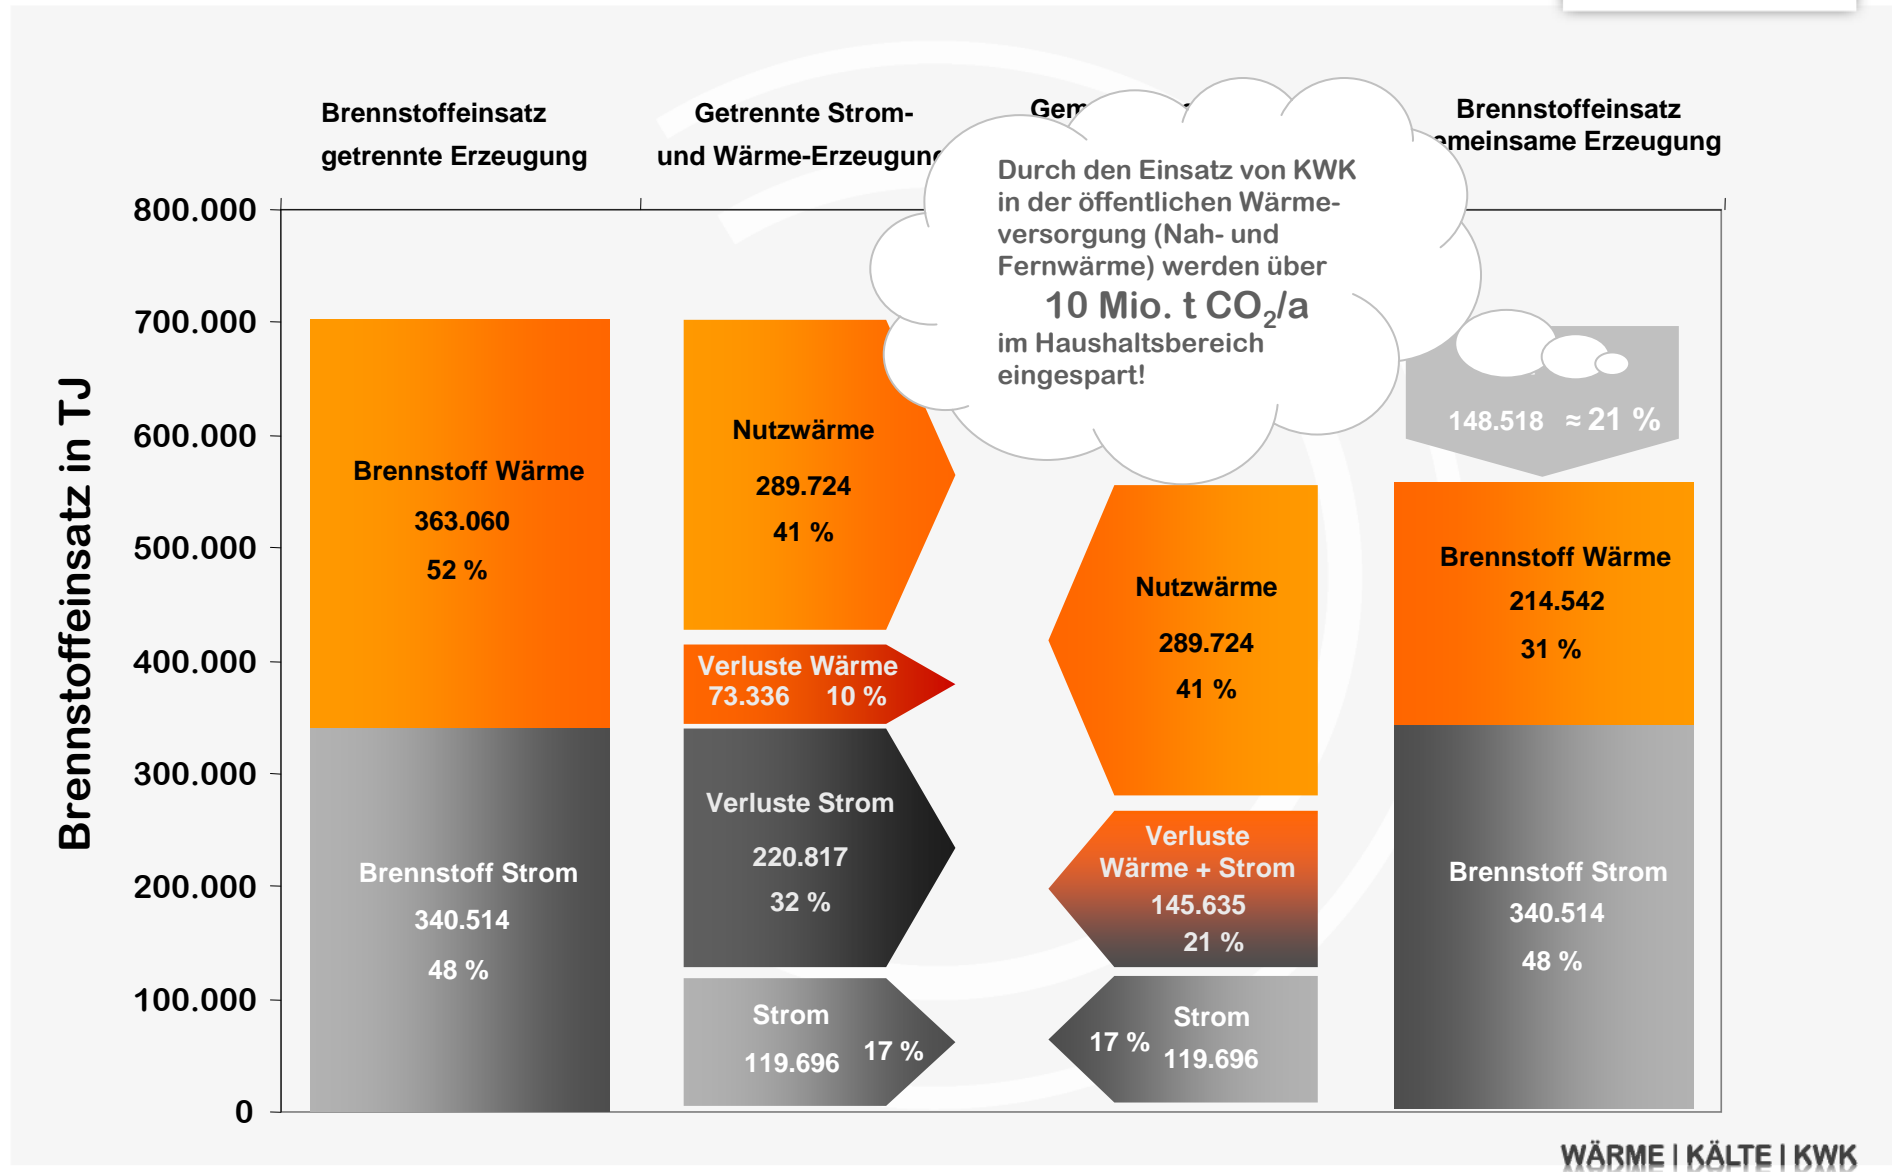 Brennstoffeinsatz
getrennte Erzeugung
Getrennte Strom-
und Wärme-Erzeugung
Brennstoffeinsatz
gemeinsame Erzeugung
Durch den Einsatz von KWK
in der öffentlichen Wärme-
versorgung (Nah- und
Fernwärme) werden über
10 Mio. t CO₂/a
im Haushaltsbereich
eingespart!
Brennstoffeinsatz in TJ
800.000
700.000
600.000
500.000
400.000
300.000
200.000
100.000
0
Brennstoff Wärme
363.060
52 %
Brennstoff Strom
340.514
48 %
Nutzwärme
289.724
41 %
Verluste Wärme
73.336 10 %
Verluste Strom
220.817
32 %
Strom
119.696 17 %
Nutzwärme
289.724
41 %
Verluste
Wärme + Strom
145.635
21 %
Strom
17 % 119.696
148.518 ≈ 21 %
Brennstoff Wärme
214.542
31 %
Brennstoff Strom
340.514
48 %
WÄRME | KÄLTE | KWK